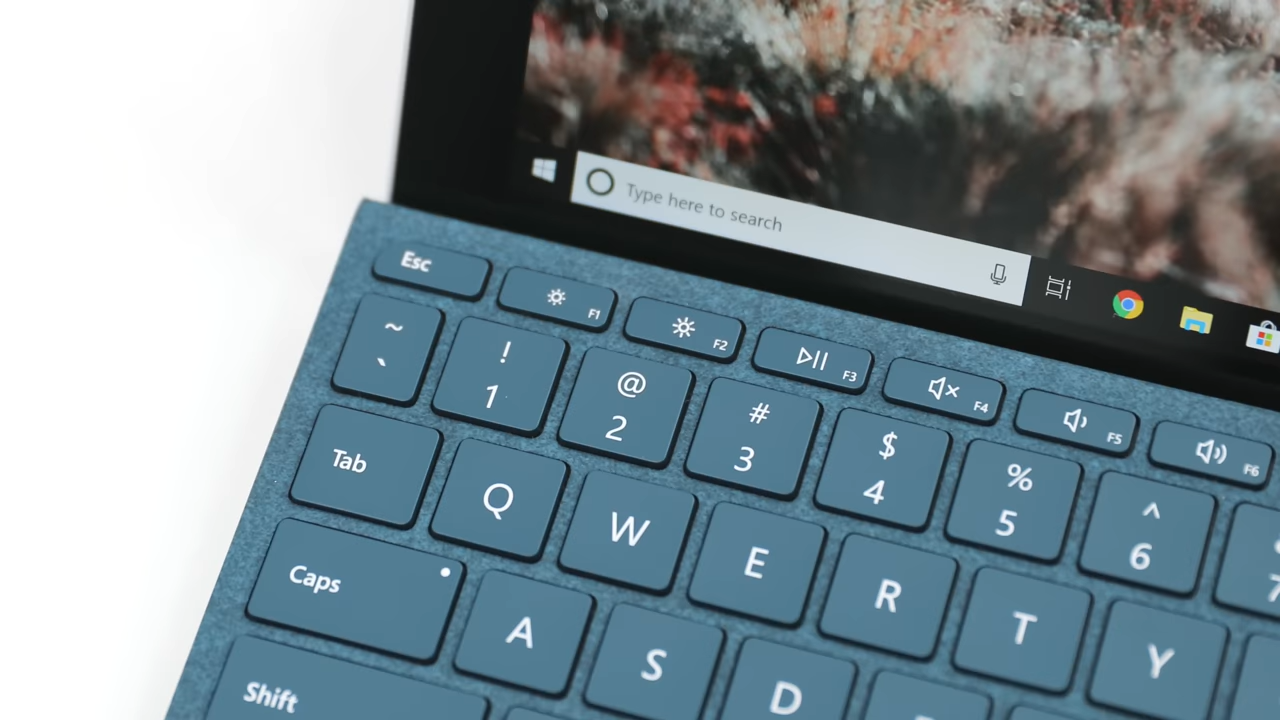 Type here to search
Esc
F1
F2
F3
F4
F5
F6
~ `
! 1
@ 2
# 3
$ 4
% 5
^ 6
7
Tab
Q
W
E
R
T
Y
Caps
A
S
D
Shift